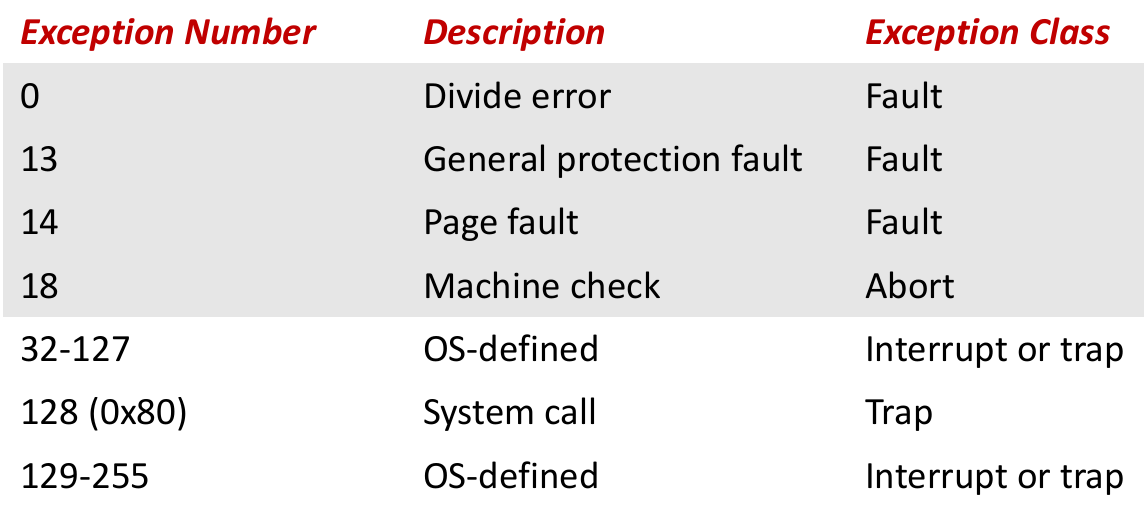 Exception Number Description Exception Class
0 Divide error Fault
13 General protection fault Fault
14 Page fault Fault
18 Machine check Abort
32-127 OS-defined Interrupt or trap
128 (0x80) System call Trap
129-255 OS-defined Interrupt or trap